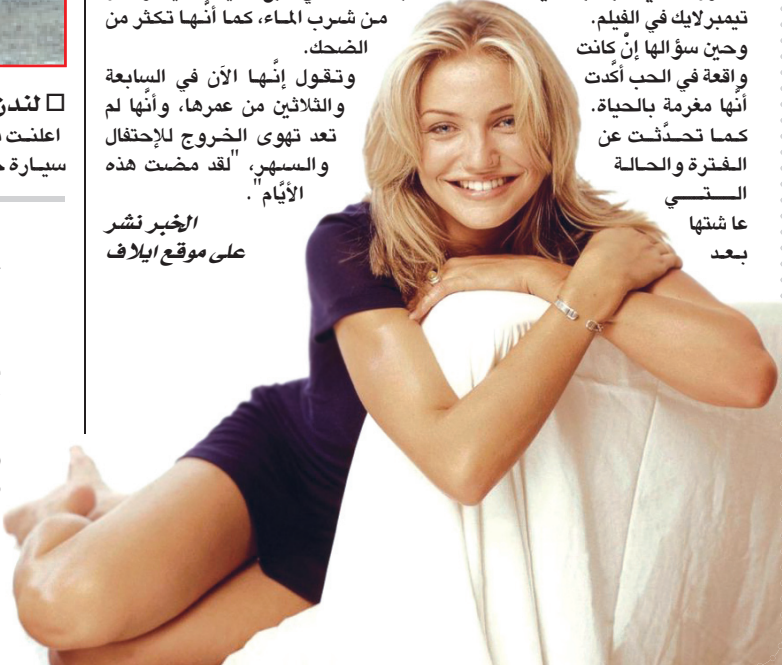 تيمبرلايك في الفيلم.
وحين سؤالها إنّ كانت
واقعة في الحب أكّدت
أنّها مغرمة بالحياة.
كما تحدّثت عن
الفترة والحالة
التي
عاشتها
بعد
من شرب الماء، كما أنّها تكثر من
الضحك.
وتقول إنّها الآن في السابعة
والثلاثين من عمرها، وأنّها لم
تعد تهوى الخروج للإحتفال
والسهر، "لقد مضت هذه
الأيّام".
الخبر نشر
على موقع ايلاف
□ لندن
اعلنت
سيارة